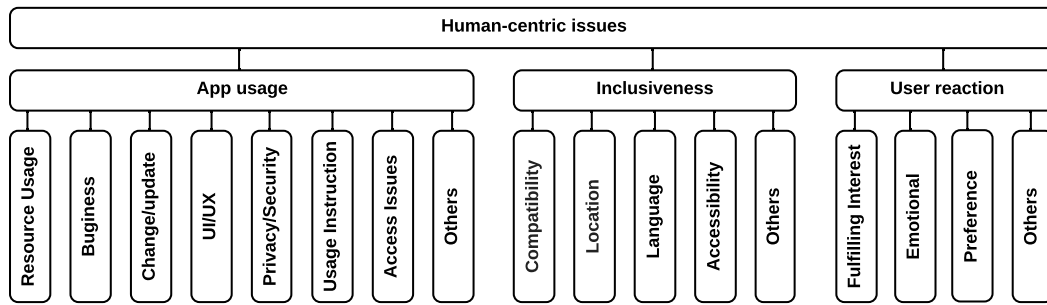 Human-centric issues
App usage
Inclusiveness
User reaction
Resource Usage
Buginess
Change/update
UI/UX
Privacy/Security
Usage Instruction
Access Issues
Others
Compatibility
Location
Language
Accessibility
Others
Fulfilling Interest
Emotional
Preference
Others